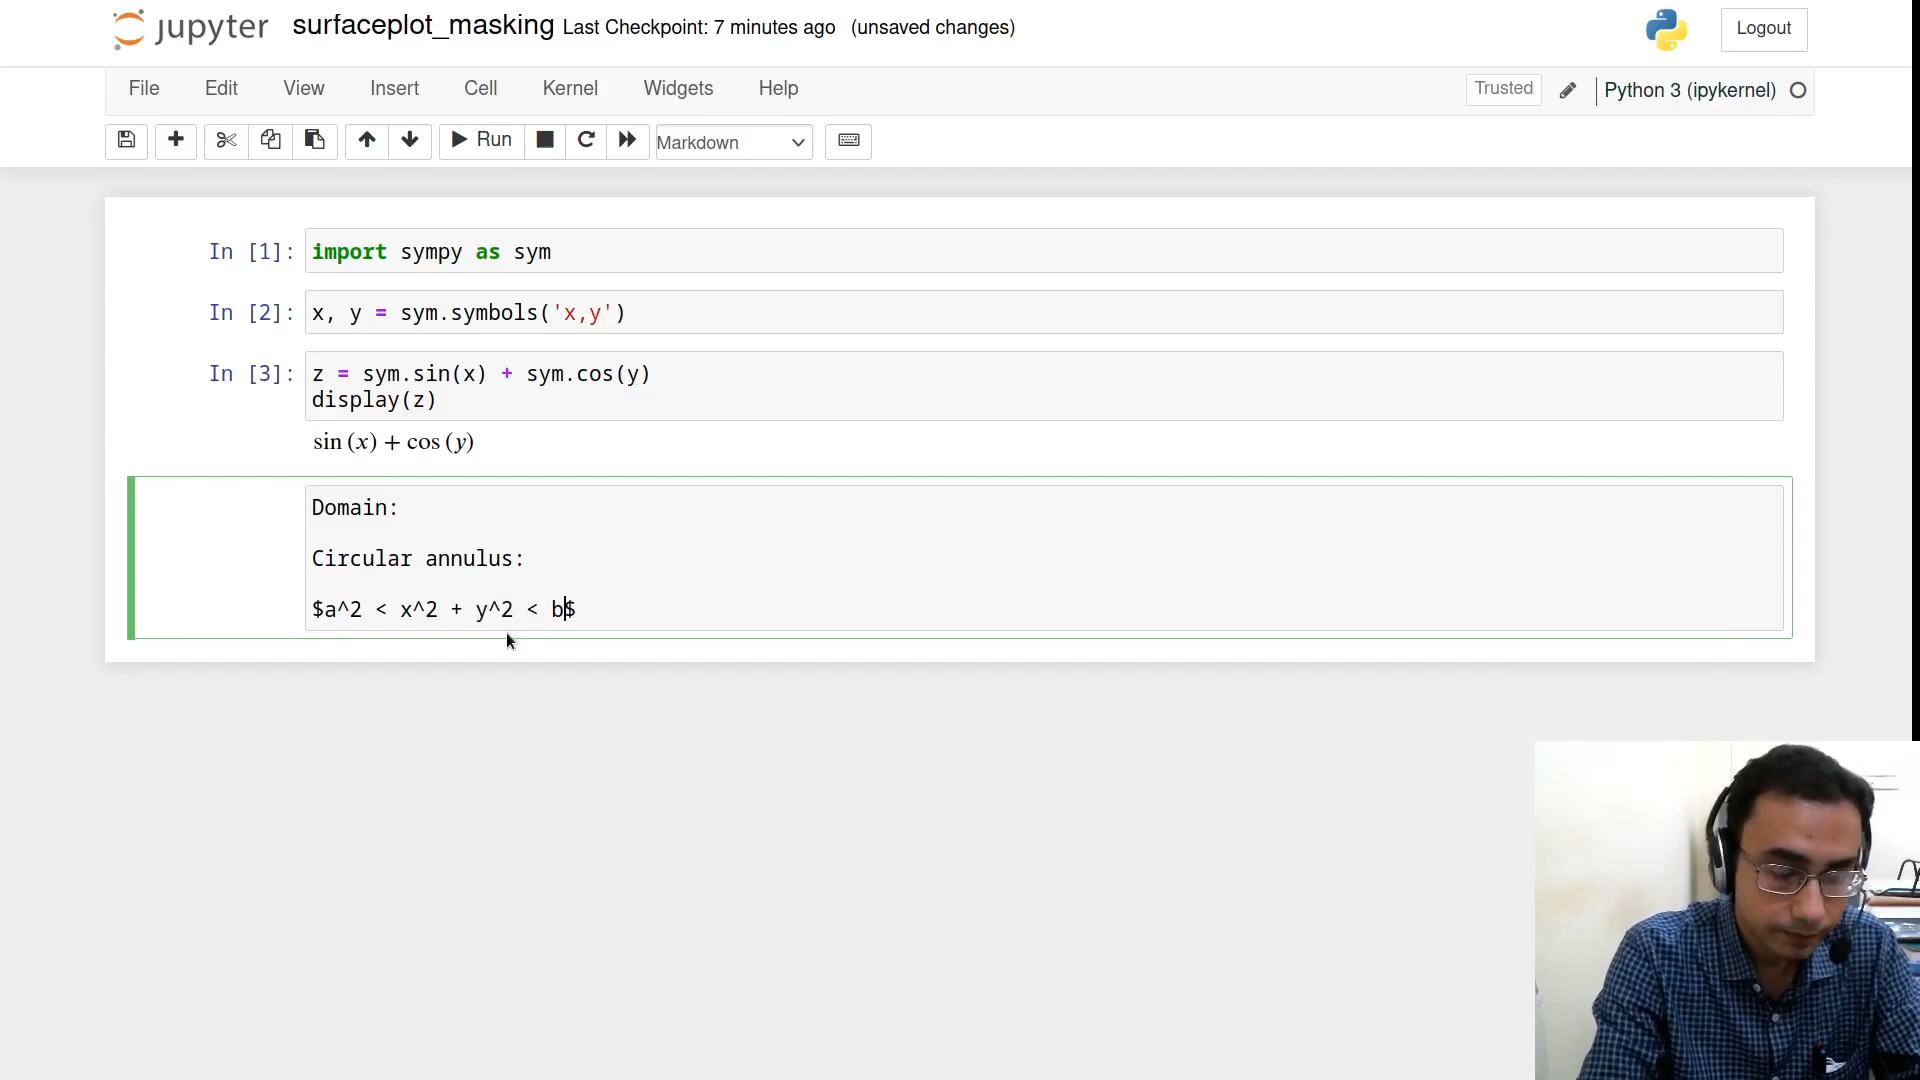 jupyter surfaceplot_masking Last Checkpoint: 7 minutes ago (unsaved changes) Logout
File Edit View Insert Cell Kernel Widgets Help Trusted Python 3 (ipykernel)
Run Markdown
In [1]: import sympy as sym
In [2]: x, y = sym.symbols('x,y')
In [3]: z = sym.sin(x) + sym.cos(y)
display(z)
sin (x) + cos (y)
Domain:
Circular annulus:
$a^2 < x^2 + y^2 < b$